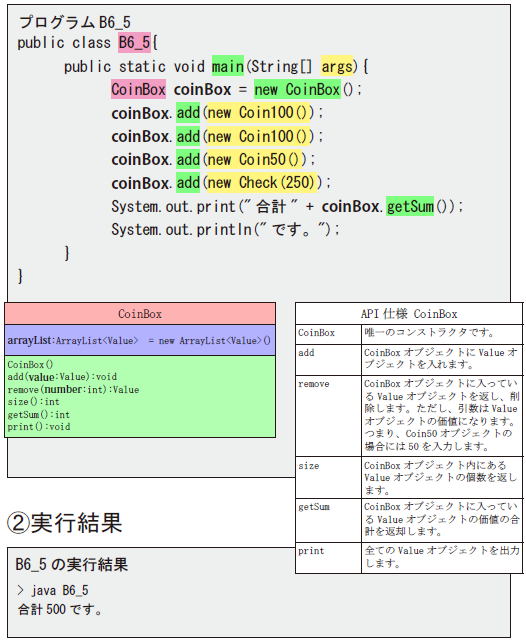 プログラム B6_5
public class B6_5{
public static void main(String[] args){
CoinBox coinBox = new CoinBox();
coinBox.add(new Coin100());
coinBox.add(new Coin100());
coinBox.add(new Coin50());
coinBox.add(new Check(250));
System.out.print("合計" + coinBox.getSum());
System.out.println("です。");
}
}
CoinBox
arrayList:ArrayList<Value> = new ArrayList<Value>()
CoinBox()
add(value:Value):void
remove(number:int):Value
size():int
getSum():int
print():void
API 仕様 CoinBox
CoinBox 唯一のコンストラクタです。
add CoinBox オブジェクトに Value オ
ブジェクトを入れます。
remove CoinBox オブジェクトに入ってい
る Value オブジェクトを返し、削
除します。ただし、引数は Value
オブジェクトの価値になります。
つまり、Coin50 オブジェクトの
場合には 50 を入力します。
size CoinBox オブジェクト内にある
Value オブジェクトの個数を返し
ます。
getSum CoinBox オブジェクトに入ってい
る Value オブジェクトの価値の合
計を返却します。
print 全ての Value オブジェクトを出力
します。
②実行結果
B6_5 の実行結果
> java B6_5
合計 500 です。